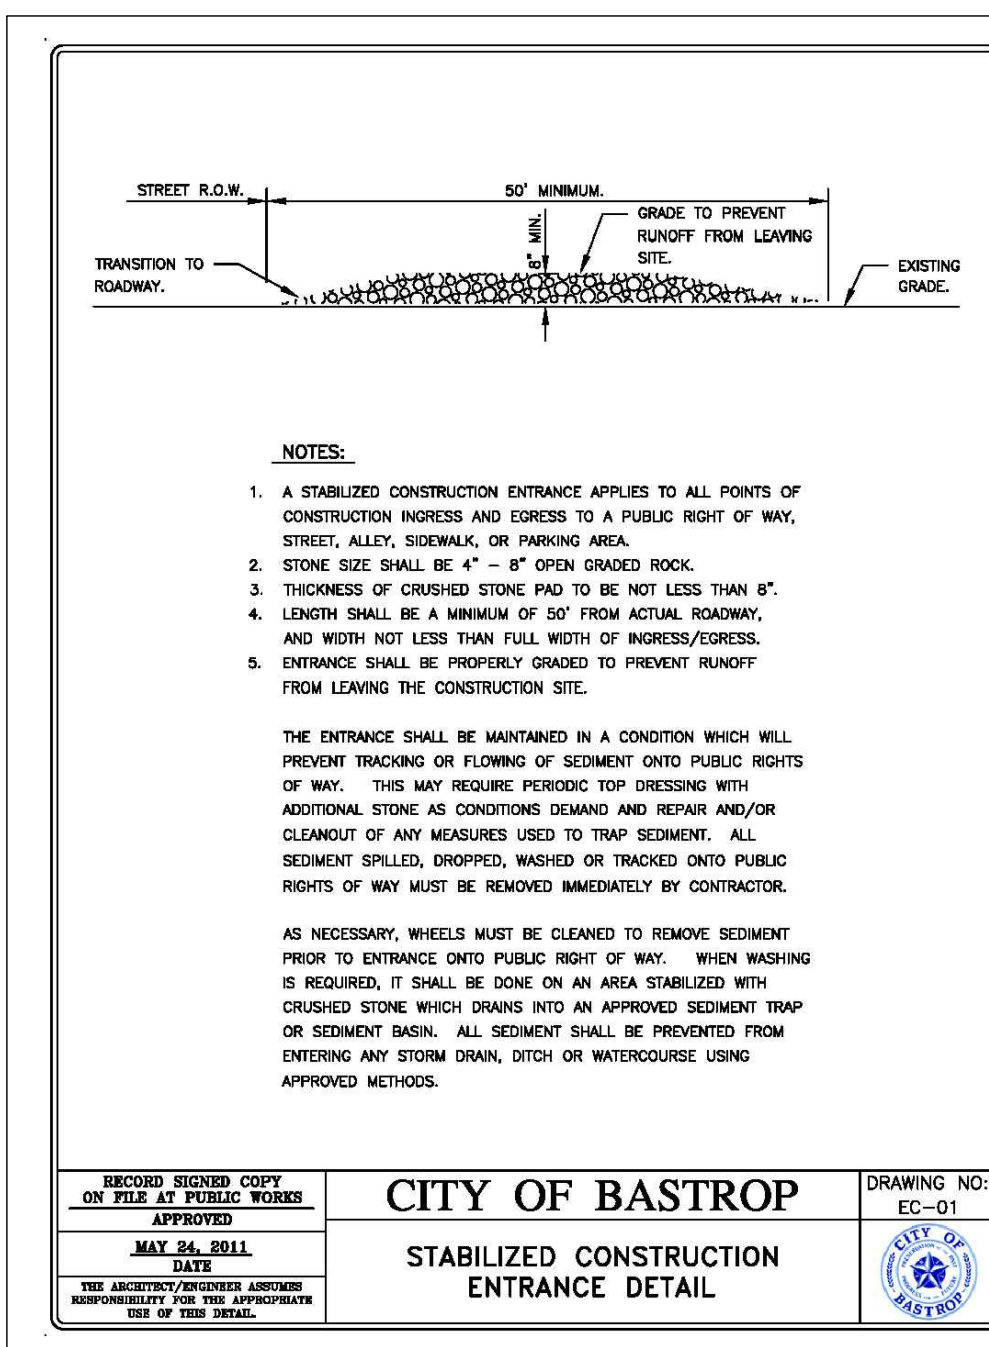 STREET R.O.W.
50' MINIMUM.
8" MIN.
GRADE TO PREVENT
RUNOFF FROM LEAVING
SITE.
TRANSITION TO
ROADWAY.
EXISTING
GRADE.
NOTES:
1. A STABILIZED CONSTRUCTION ENTRANCE APPLIES TO ALL POINTS OF
CONSTRUCTION INGRESS AND EGRESS TO A PUBLIC RIGHT OF WAY,
STREET, ALLEY, SIDEWALK, OR PARKING AREA.
2. STONE SIZE SHALL BE 4" – 8" OPEN GRADED ROCK.
3. THICKNESS OF CRUSHED STONE PAD TO BE NOT LESS THAN 8".
4. LENGTH SHALL BE A MINIMUM OF 50' FROM ACTUAL ROADWAY,
AND WIDTH NOT LESS THAN FULL WIDTH OF INGRESS/EGRESS.
5. ENTRANCE SHALL BE PROPERLY GRADED TO PREVENT RUNOFF
FROM LEAVING THE CONSTRUCTION SITE.
THE ENTRANCE SHALL BE MAINTAINED IN A CONDITION WHICH WILL
PREVENT TRACKING OR FLOWING OF SEDIMENT ONTO PUBLIC RIGHTS
OF WAY. THIS MAY REQUIRE PERIODIC TOP DRESSING WITH
ADDITIONAL STONE AS CONDITIONS DEMAND AND REPAIR AND/OR
CLEANOUT OF ANY MEASURES USED TO TRAP SEDIMENT. ALL
SEDIMENT SPILLED, DROPPED, WASHED OR TRACKED ONTO PUBLIC
RIGHTS OF WAY MUST BE REMOVED IMMEDIATELY BY CONTRACTOR.
AS NECESSARY, WHEELS MUST BE CLEANED TO REMOVE SEDIMENT
PRIOR TO ENTRANCE ONTO PUBLIC RIGHT OF WAY. WHEN WASHING
IS REQUIRED, IT SHALL BE DONE ON AN AREA STABILIZED WITH
CRUSHED STONE WHICH DRAINS INTO AN APPROVED SEDIMENT TRAP
OR SEDIMENT BASIN. ALL SEDIMENT SHALL BE PREVENTED FROM
ENTERING ANY STORM DRAIN, DITCH OR WATERCOURSE USING
APPROVED METHODS.
RECORD SIGNED COPY
ON FILE AT PUBLIC WORKS
APPROVED
MAY 24, 2011
DATE
THE ARCHITECT/ENGINEER ASSUMES
RESPONSIBILITY FOR THE APPROPRIATE
USE OF THIS DETAIL.
CITY OF BASTROP
STABILIZED CONSTRUCTION
ENTRANCE DETAIL
DRAWING NO:
EC–01
CITY OF
BASTROP